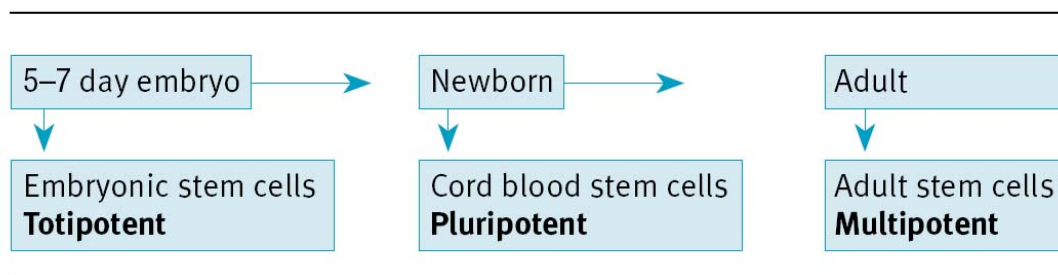 5–7 day embryo
Newborn
Adult
Embryonic stem cells
Totipotent
Cord blood stem cells
Pluripotent
Adult stem cells
Multipotent